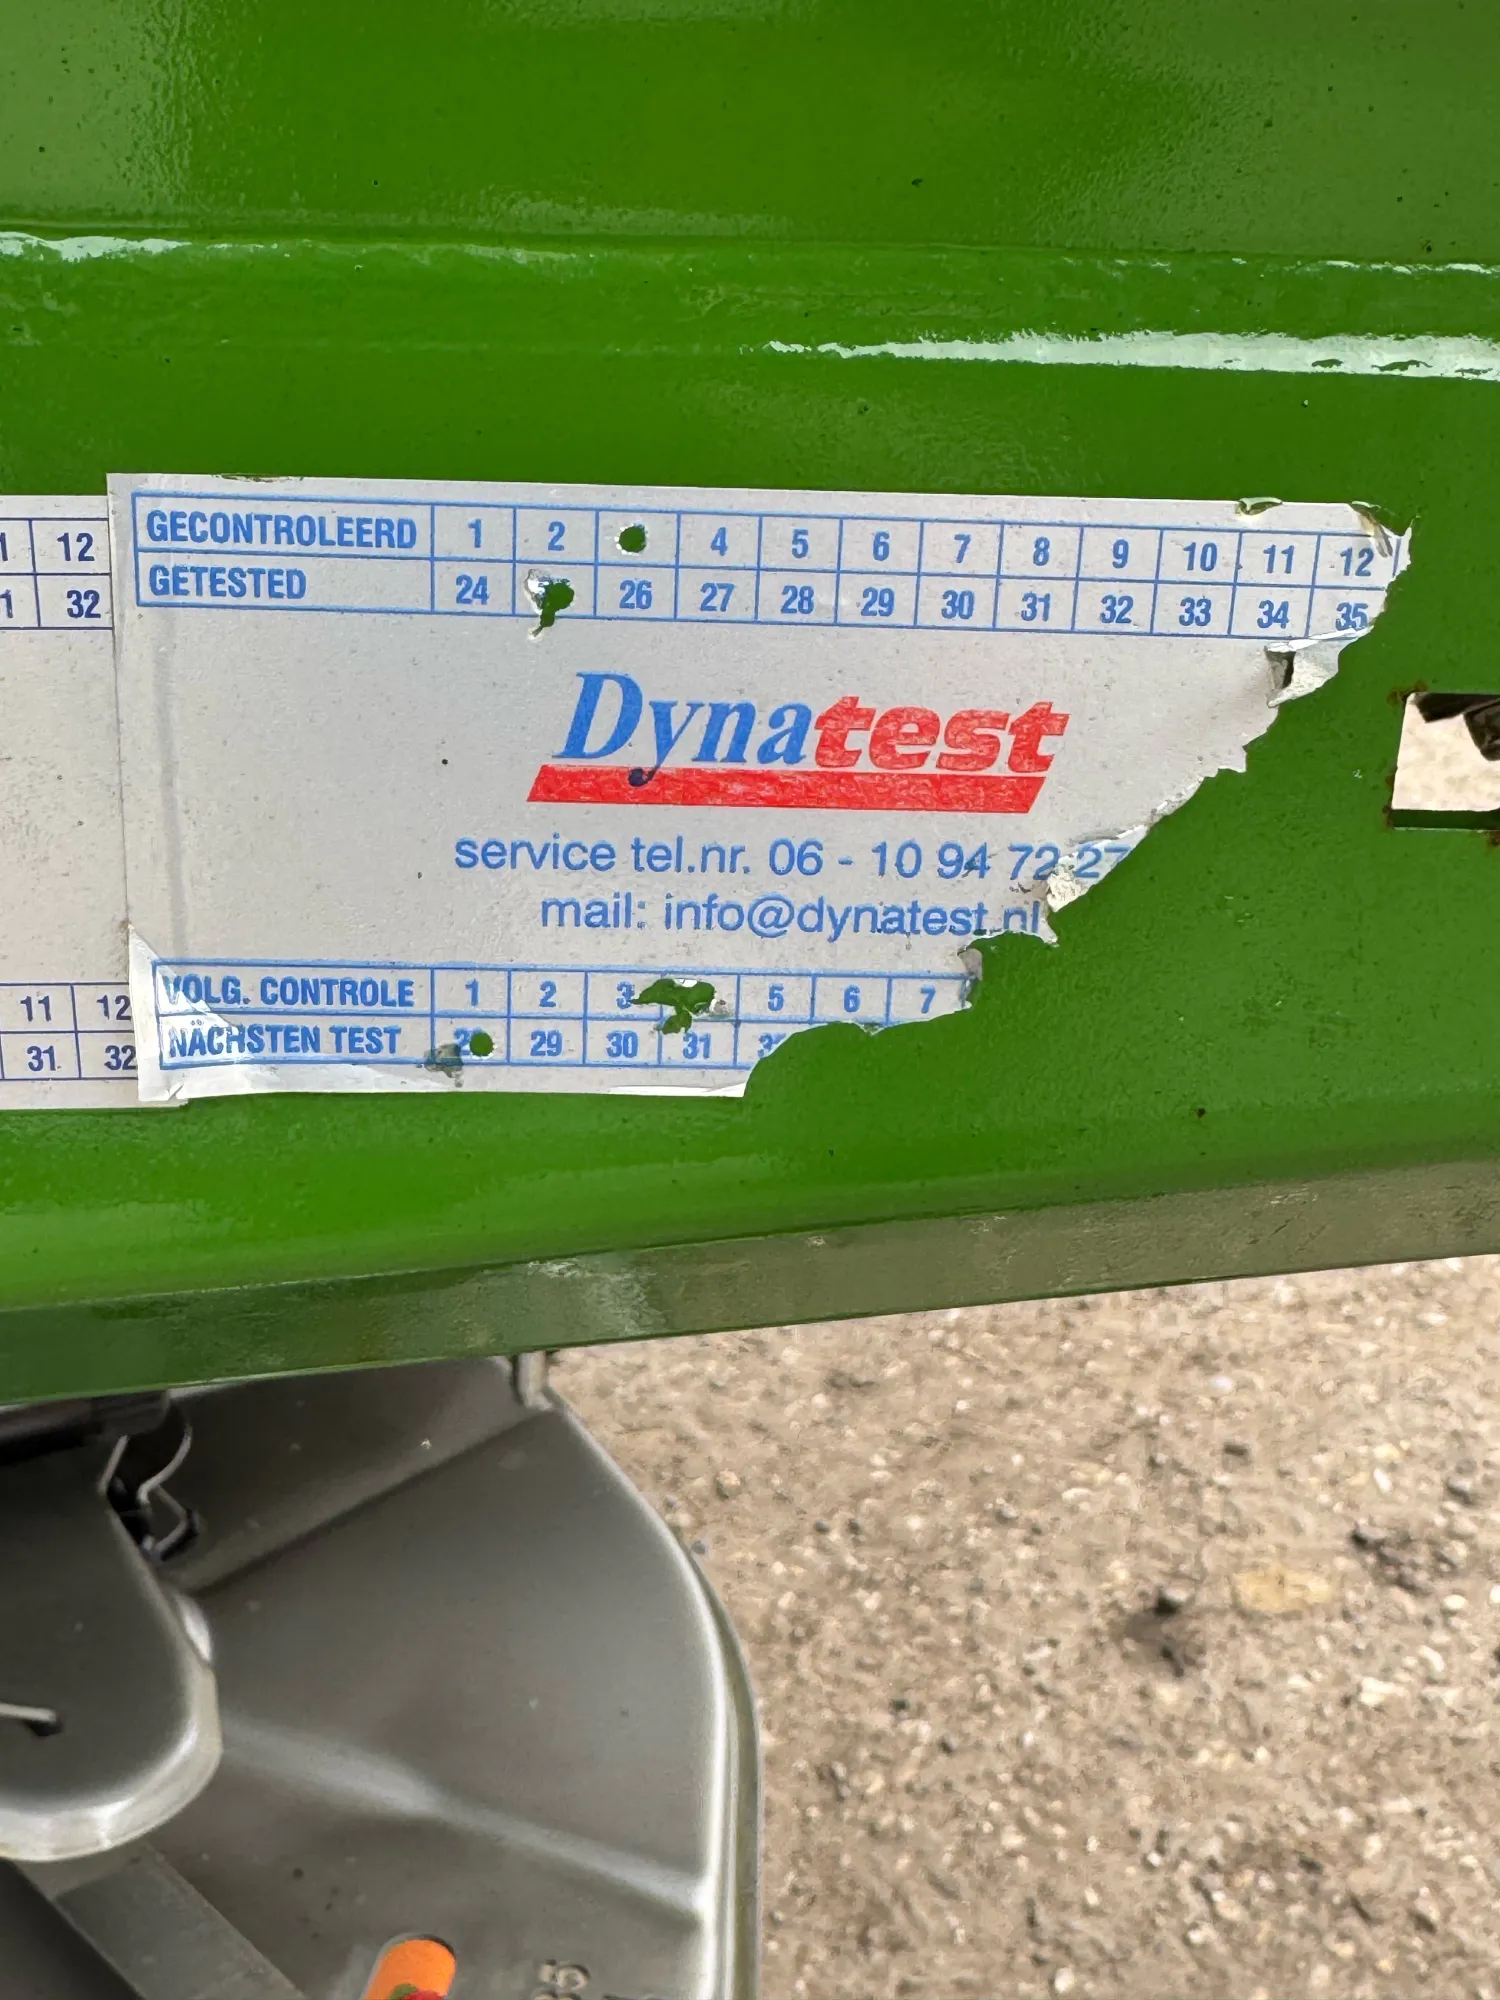 GECONTROLEERD 1 2 4 5 6 7 8 9 10 11 12
GETESTED 24 26 27 28 29 30 31 32 33 34 35
Dynatest
service tel.nr. 06 - 10 94 72 27
mail: info@dynatest.nl
VOLG. CONTROLE 1 2 3 5 6 7
NÄCHSTEN TEST 29 30 31
12
32
11 12
31 32